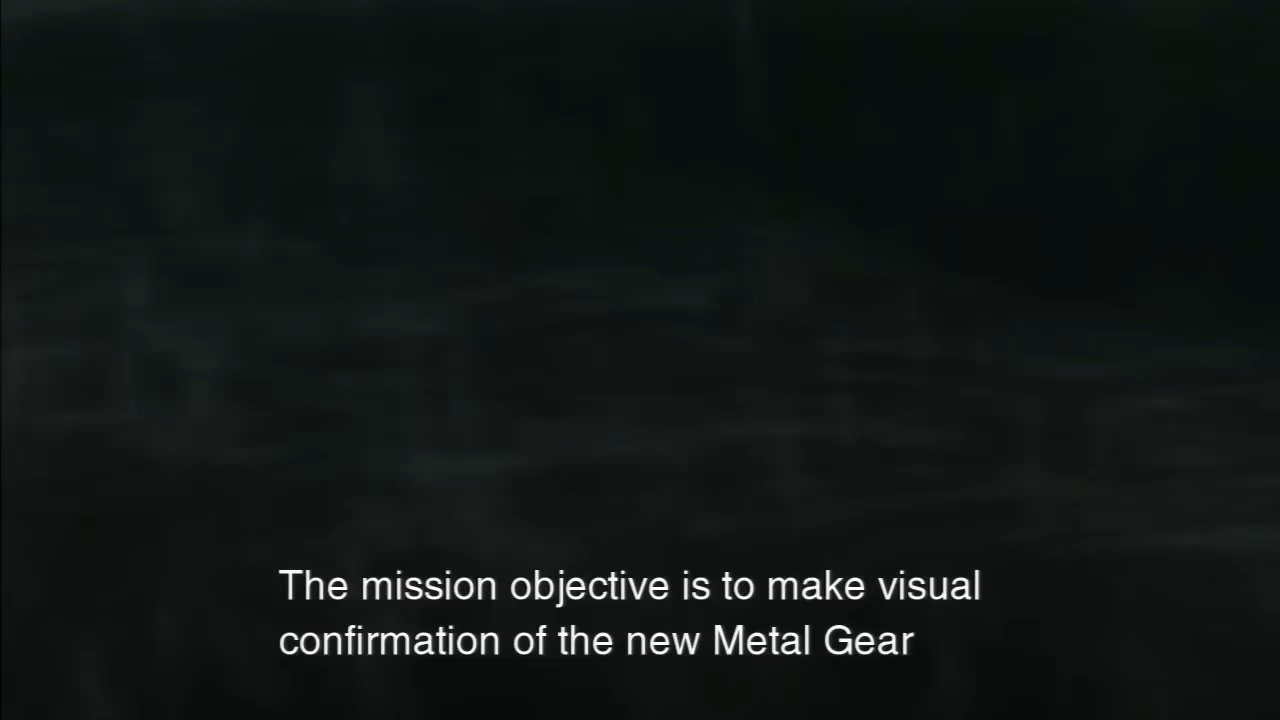 The mission objective is to make visual
confirmation of the new Metal Gear